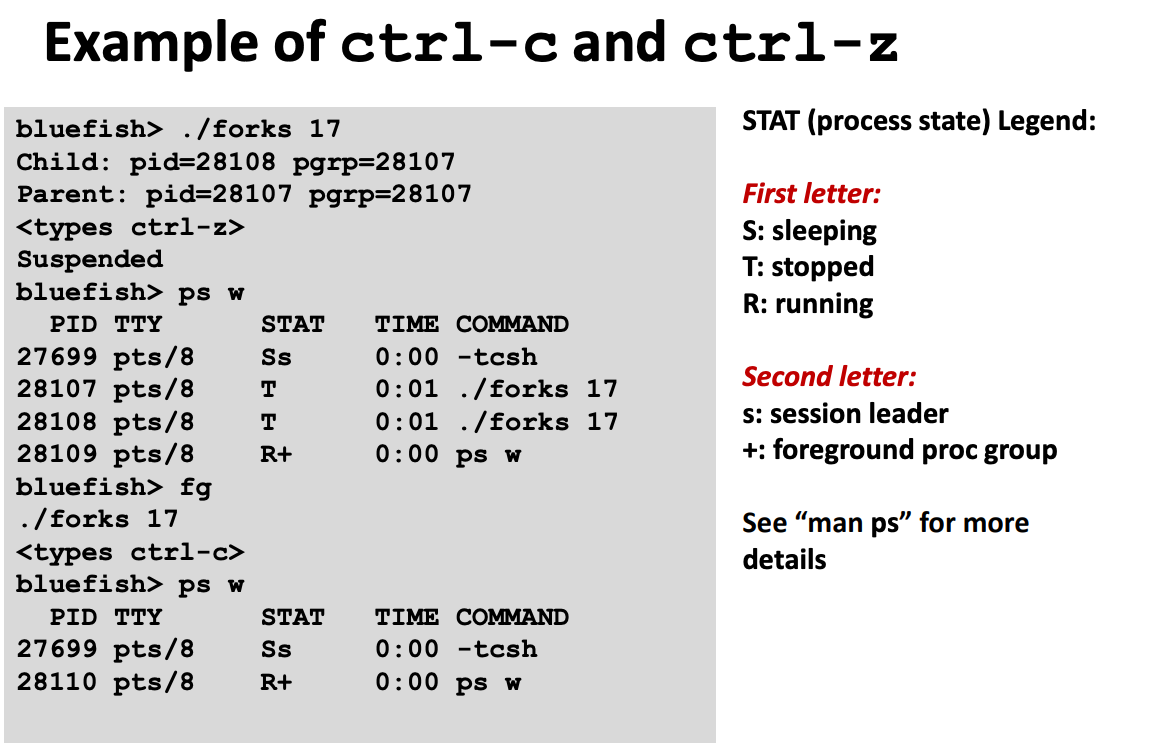 Example of ctrl-c and ctrl-z
bluefish> ./forks 17
Child: pid=28108 pgrp=28107
Parent: pid=28107 pgrp=28107
<types ctrl-z>
Suspended
bluefish> ps w
  PID TTY      STAT   TIME COMMAND
27699 pts/8    Ss     0:00 -tcsh
28107 pts/8    T      0:01 ./forks 17
28108 pts/8    T      0:01 ./forks 17
28109 pts/8    R+     0:00 ps w
bluefish> fg
./forks 17
<types ctrl-c>
bluefish> ps w
  PID TTY      STAT   TIME COMMAND
27699 pts/8    Ss     0:00 -tcsh
28110 pts/8    R+     0:00 ps w
STAT (process state) Legend:
First letter:
S: sleeping
T: stopped
R: running
Second letter:
s: session leader
+: foreground proc group
See “man ps” for more
details